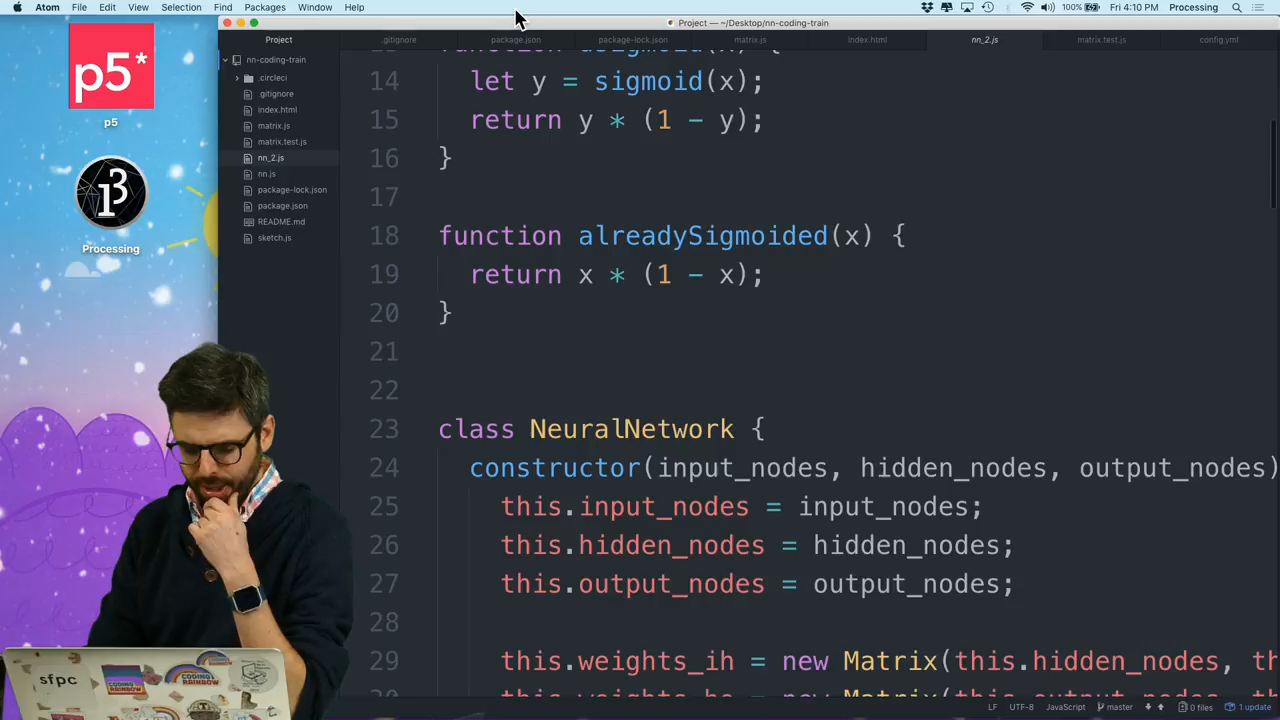 Atom File Edit View Selection Find Packages Window Help 100% Fri 4:10 PM Processing
Project — ~/Desktop/nn-coding-train
Project .gitignore package.json package-lock.json matrix.js index.html nn_2.js matrix.test.js config.yml
nn-coding-train
.circleci
.gitignore
index.html
matrix.js
matrix.test.js
nn_2.js
nn.js
package-lock.json
package.json
README.md
sketch.js
p5*
p5
Processing
14 let y = sigmoid(x);
15 return y * (1 - y);
16 }
17
18 function alreadySigmoided(x) {
19 return x * (1 - x);
20 }
21
22
23 class NeuralNetwork {
24 constructor(input_nodes, hidden_nodes, output_nodes)
25 this.input_nodes = input_nodes;
26 this.hidden_nodes = hidden_nodes;
27 this.output_nodes = output_nodes;
28
29 this.weights_ih = new Matrix(this.hidden_nodes, th
sfpc
CODING RAINBOW
CODING RAINBOW
LF UTF-8 JavaScript master 0 files 1 update